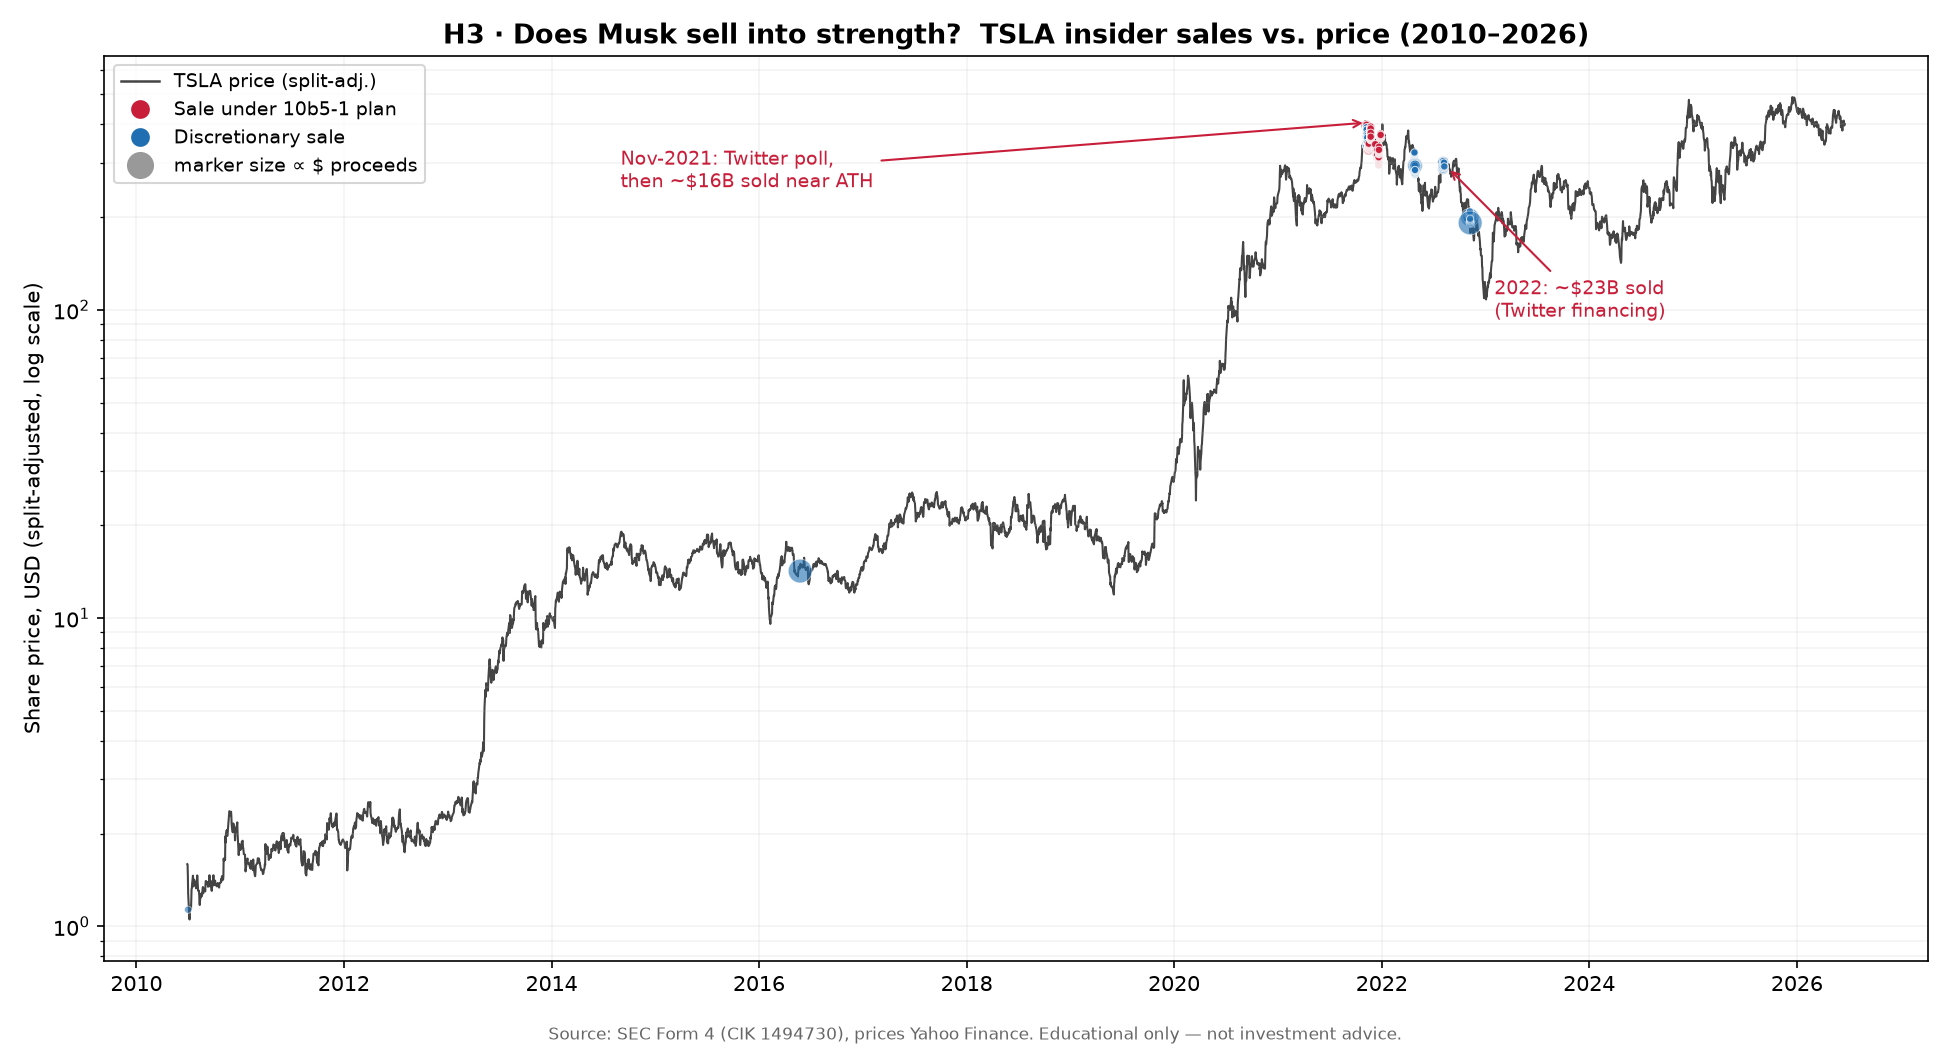 H3 · Does Musk sell into strength?  TSLA insider sales vs. price (2010–2026)
TSLA price (split-adj.)
Sale under 10b5-1 plan
Discretionary sale
marker size ∝ $ proceeds
Nov-2021: Twitter poll,
then ~$16B sold near ATH
2022: ~$23B sold
(Twitter financing)
Share price, USD (split-adjusted, log scale)
10²
10¹
10⁰
2010 2012 2014 2016 2018 2020 2022 2024 2026
Source: SEC Form 4 (CIK 1494730), prices Yahoo Finance. Educational only — not investment advice.